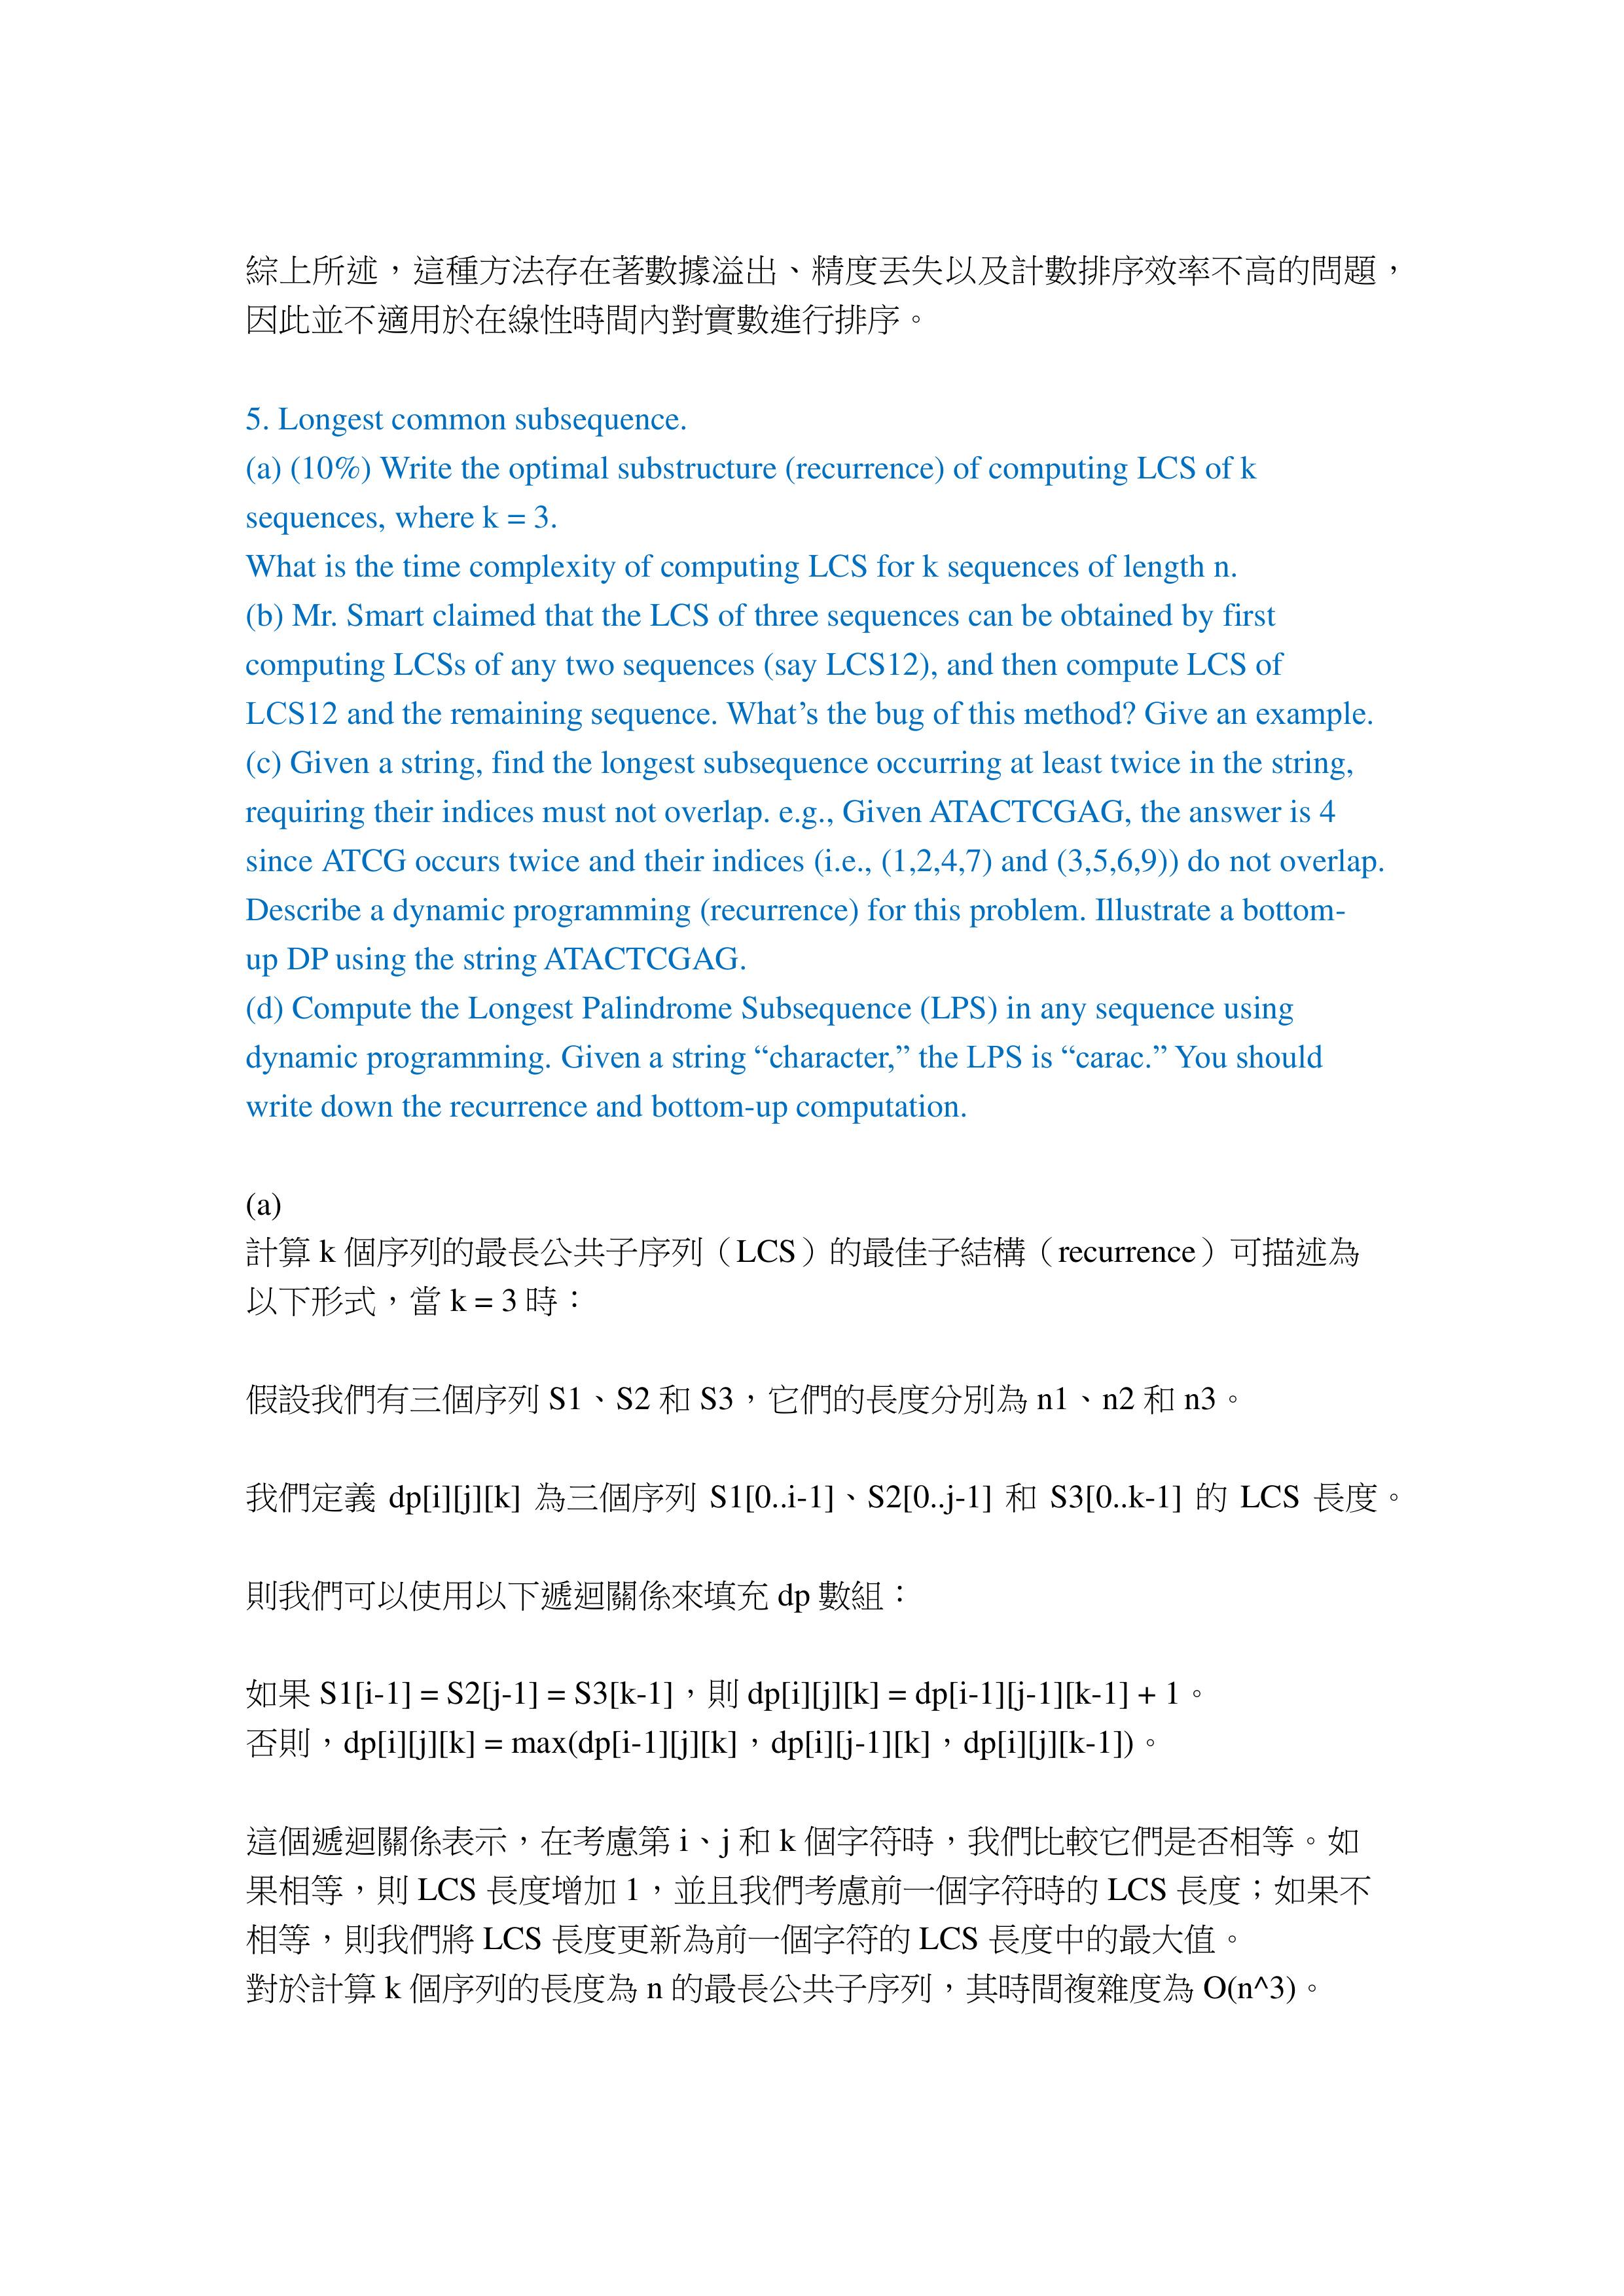 綜上所述，這種方法存在著數據溢出、精度丟失以及計數排序效率不高的問題，
因此並不適用於在線性時間內對實數進行排序。
5. Longest common subsequence.
(a) (10%) Write the optimal substructure (recurrence) of computing LCS of k
sequences, where k = 3.
What is the time complexity of computing LCS for k sequences of length n.
(b) Mr. Smart claimed that the LCS of three sequences can be obtained by first
computing LCSs of any two sequences (say LCS12), and then compute LCS of
LCS12 and the remaining sequence. What’s the bug of this method? Give an example.
(c) Given a string, find the longest subsequence occurring at least twice in the string,
requiring their indices must not overlap. e.g., Given ATACTCGAG, the answer is 4
since ATCG occurs twice and their indices (i.e., (1,2,4,7) and (3,5,6,9)) do not overlap.
Describe a dynamic programming (recurrence) for this problem. Illustrate a bottom-
up DP using the string ATACTCGAG.
(d) Compute the Longest Palindrome Subsequence (LPS) in any sequence using
dynamic programming. Given a string “character,” the LPS is “carac.” You should
write down the recurrence and bottom-up computation.
(a)
計算 k 個序列的最長公共子序列（LCS）的最佳子結構（recurrence）可描述為
以下形式，當 k = 3 時：
假設我們有三個序列 S1、S2 和 S3，它們的長度分別為 n1、n2 和 n3。
我們定義 dp[i][j][k] 為三個序列 S1[0..i-1]、S2[0..j-1] 和 S3[0..k-1] 的 LCS 長度。
則我們可以使用以下遞迴關係來填充 dp 數組：
如果 S1[i-1] = S2[j-1] = S3[k-1]，則 dp[i][j][k] = dp[i-1][j-1][k-1] + 1。
否則，dp[i][j][k] = max(dp[i-1][j][k]，dp[i][j-1][k]，dp[i][j][k-1])。
這個遞迴關係表示，在考慮第 i、j 和 k 個字符時，我們比較它們是否相等。如
果相等，則 LCS 長度增加 1，並且我們考慮前一個字符時的 LCS 長度；如果不
相等，則我們將 LCS 長度更新為前一個字符的 LCS 長度中的最大值。
對於計算 k 個序列的長度為 n 的最長公共子序列，其時間複雜度為 O(n^3)。